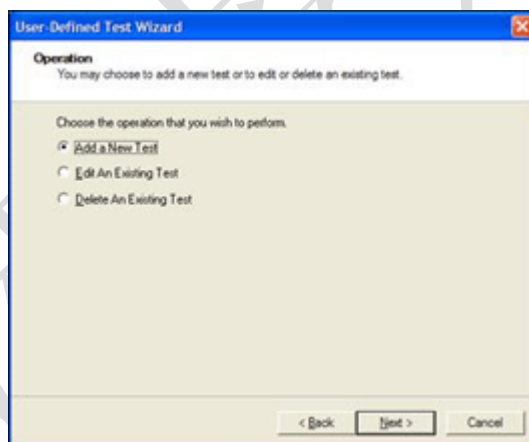 User-Defined Test Wizard
Operation
You may choose to add a new test or to edit or delete an existing test.
Choose the operation that you wish to perform.
Add a New Test
Edit An Existing Test
Delete An Existing Test
< Back Next > Cancel